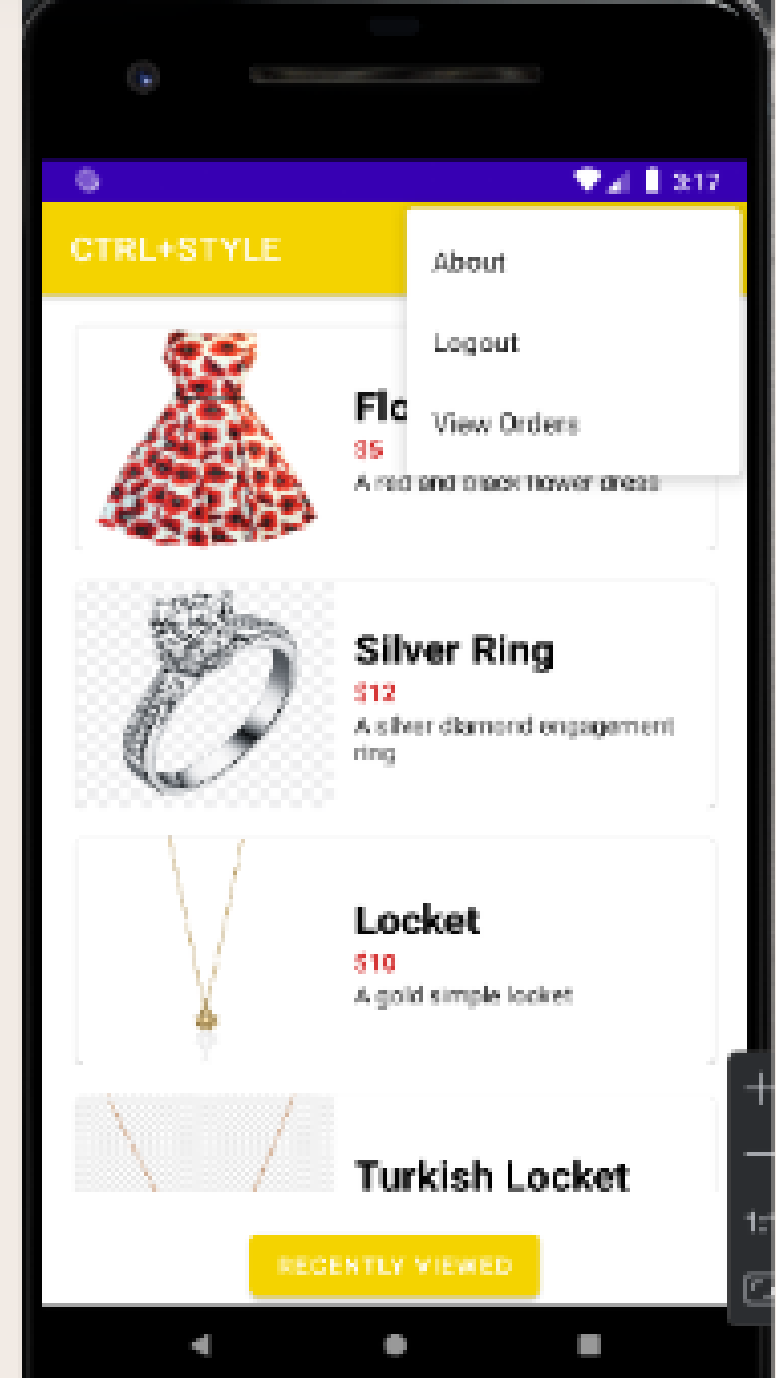 3:17
CTRL+STYLE
About
Logout
View Orders
Flo
$5
A red and black flower dress
Silver Ring
$12
A silver diamond engagement
ring
Locket
$10
A gold simple locket
Turkish Locket
RECENTLY VIEWED